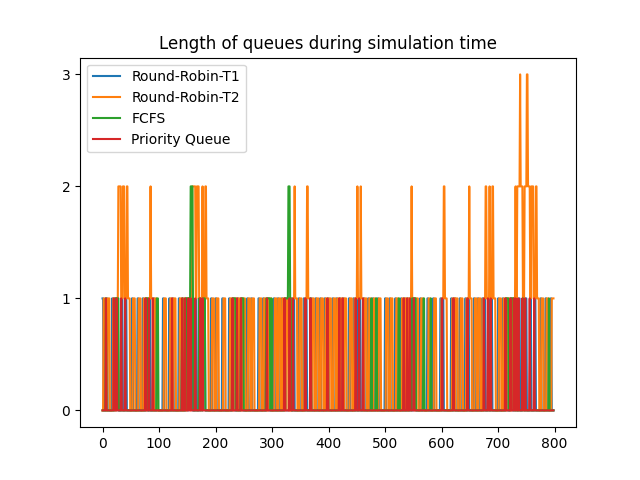 Length of queues during simulation time
Round-Robin-T1
Round-Robin-T2
FCFS
Priority Queue
3
2
1
0
0 100 200 300 400 500 600 700 800